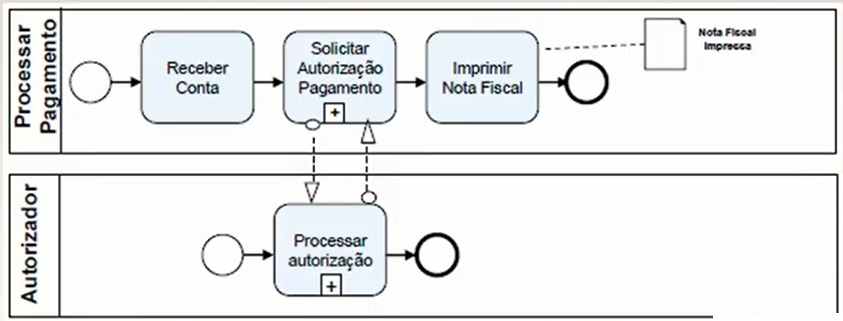 Processar
Pagamento
Receber
Conta
Solicitar
Autorização
Pagamento
+
Imprimir
Nota Fiscal
Nota Fiscal
Impressa
Autorizador
Processar
autorização
+